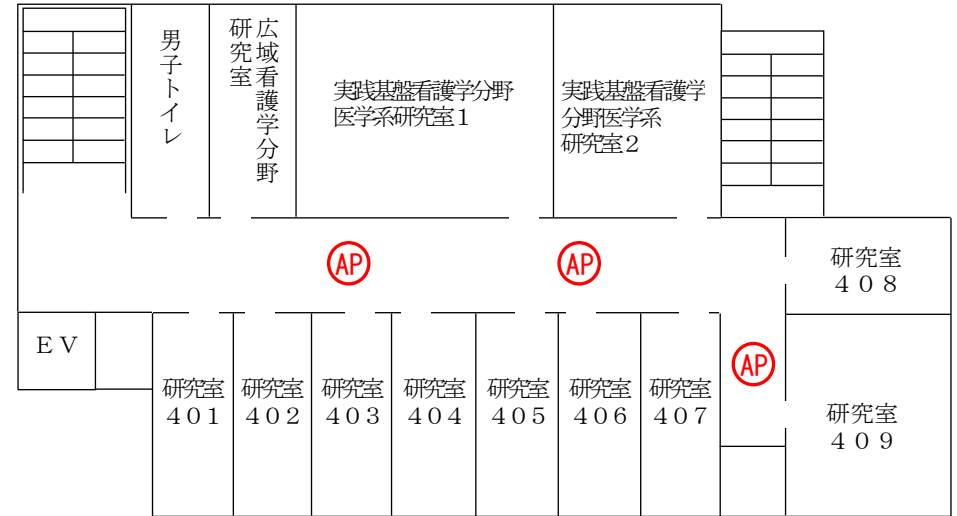 男子トイレ
広域看護学分野
研究室
実践基盤看護学分野
医学系研究室１
実践基盤看護学
分野医学系
研究室２
AP
AP
研究室
４０８
ＥＶ
AP
研究室
４０１
研究室
４０２
研究室
４０３
研究室
４０４
研究室
４０５
研究室
４０６
研究室
４０７
研究室
４０９